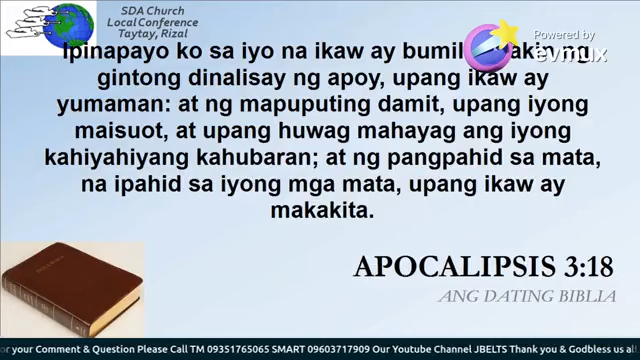 SDA Church
Local Conference
Taytay, Rizal
Powered by
evmux
Ipinapayo ko sa iyo na ikaw ay ng
gintong dinalisay ng apoy, upang ikaw ay
yumaman: at ng mapuputing damit, upang iyong
maisuot, at upang huwag mahayag ang iyong
kahiyahiyang kahubaran; at ng pangpahid sa mata,
na ipahid sa iyong mga mata, upang ikaw ay
makakita.
APOCALIPSIS 3:18
ANG DATING BIBLIA
or your Comment & Question Please Call TM 09351765065 SMART 09603717909 Our Youtube Channel JBELTS Thank you & Godbless us al